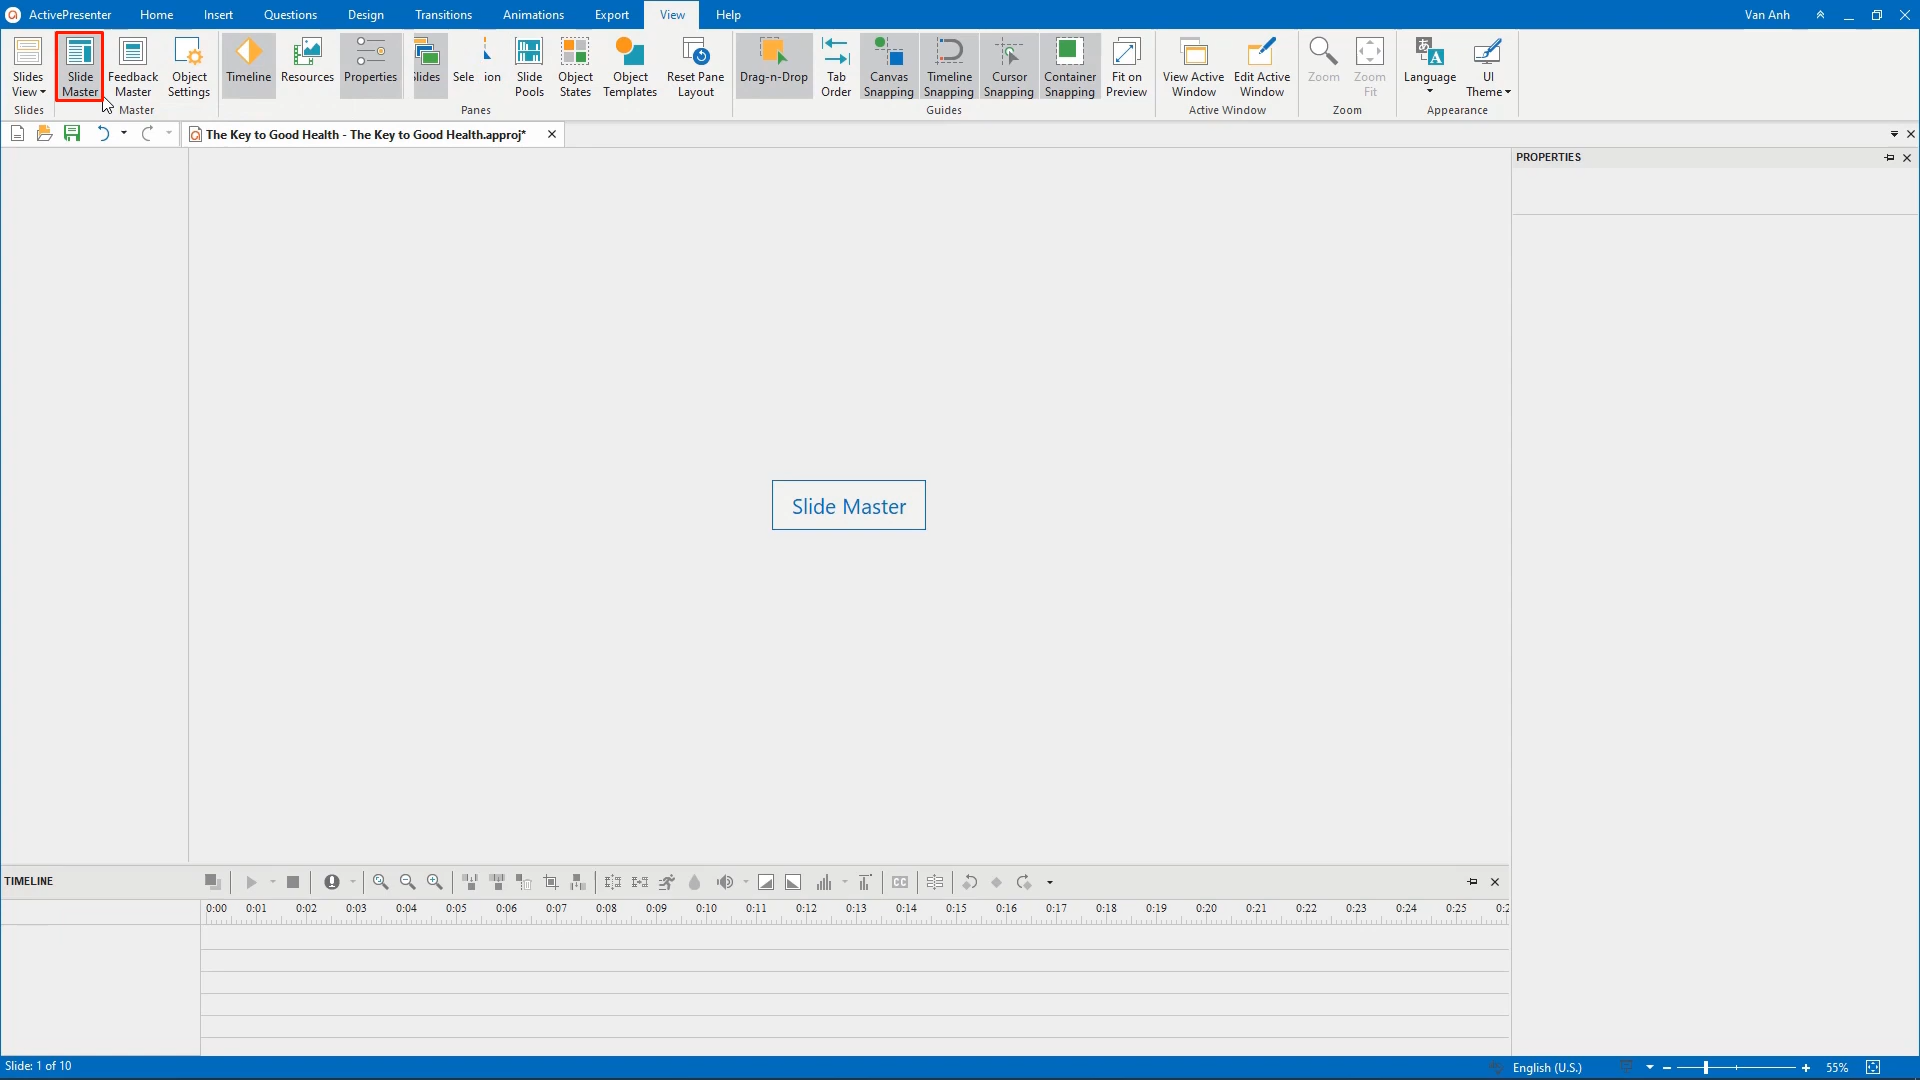 ActivePresenter Home Insert Questions Design Transitions Animations Export View Help Van Anh
Slides View Slide Master Feedback Master Object Settings Timeline Resources Properties Slides Sele ion Slide Pools Object States Object Templates Reset Pane Layout Drag-n-Drop Tab Order Canvas Snapping Timeline Snapping Cursor Snapping Container Snapping Fit on Preview View Active Window Edit Active Window Zoom Zoom Fit Language UI Theme
Slides Master Panes Guides Active Window Zoom Appearance
The Key to Good Health - The Key to Good Health.approj*
PROPERTIES
Slide Master
TIMELINE
CC
0:00 0:01 0:02 0:03 0:04 0:05 0:06 0:07 0:08 0:09 0:10 0:11 0:12 0:13 0:14 0:15 0:16 0:17 0:18 0:19 0:20 0:21 0:22 0:23 0:24 0:25
Slide: 1 of 10 English (U.S.) 55%